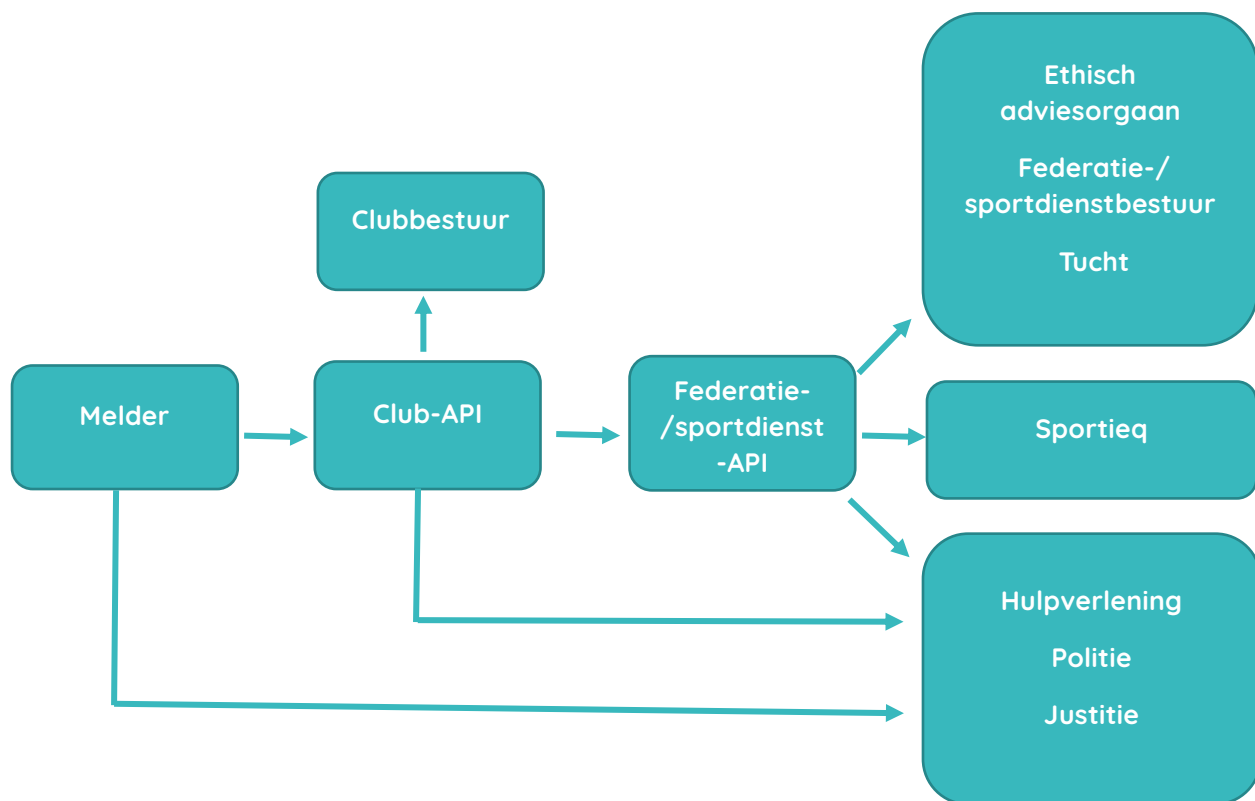 Ethisch
adviesorgaan
Federatie-/
sportdienstbestuur
Tucht
Clubbestuur
Melder
Club-API
Federatie-
/sportdienst
-API
Sportieq
Hulpverlening
Politie
Justitie